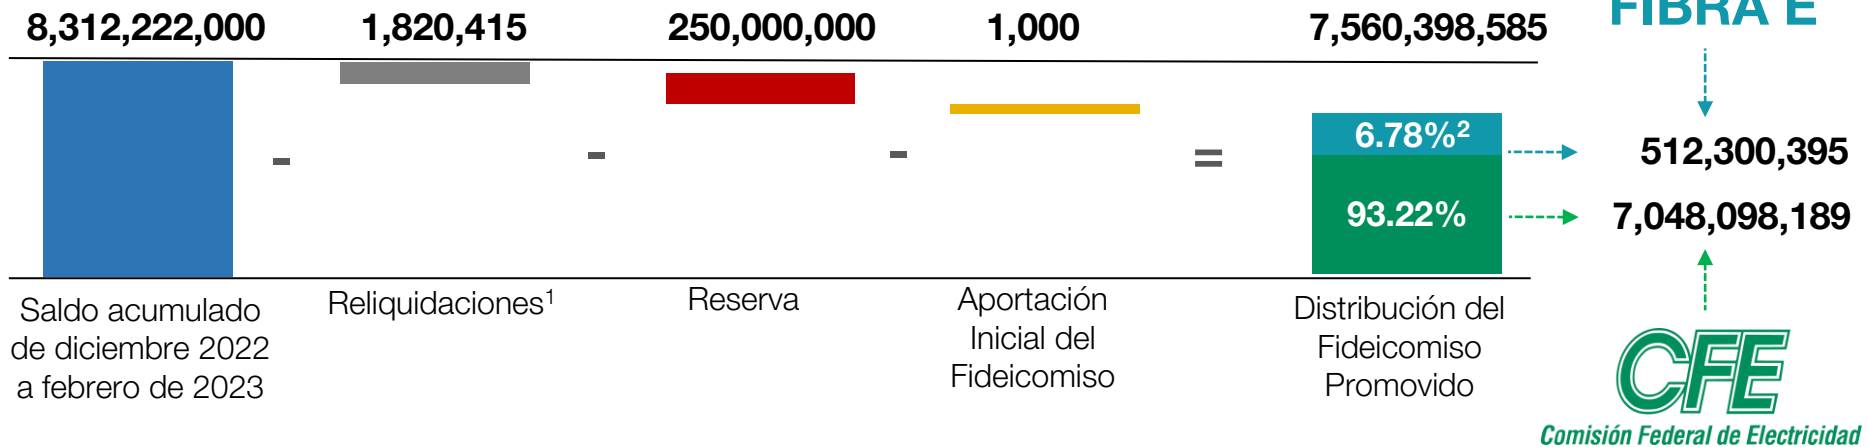 FIBRA E
8,312,222,000 1,820,415 250,000,000 1,000 7,560,398,585
- - - =
6.78%² 512,300,395
93.22% 7,048,098,189
Saldo acumulado
de diciembre 2022
a febrero de 2023
Reliquidaciones¹
Reserva
Aportación
Inicial del
Fideicomiso
Distribución del
Fideicomiso
Promovido
CFE
Comisión Federal de Electricidad